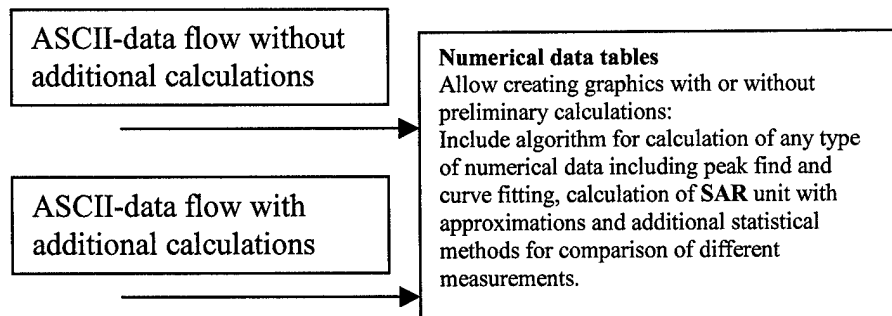 ASCII-data flow without
additional calculations
ASCII-data flow with
additional calculations
Numerical data tables
Allow creating graphics with or without
preliminary calculations:
Include algorithm for calculation of any type
of numerical data including peak find and
curve fitting, calculation of SAR unit with
approximations and additional statistical
methods for comparison of different
measurements.